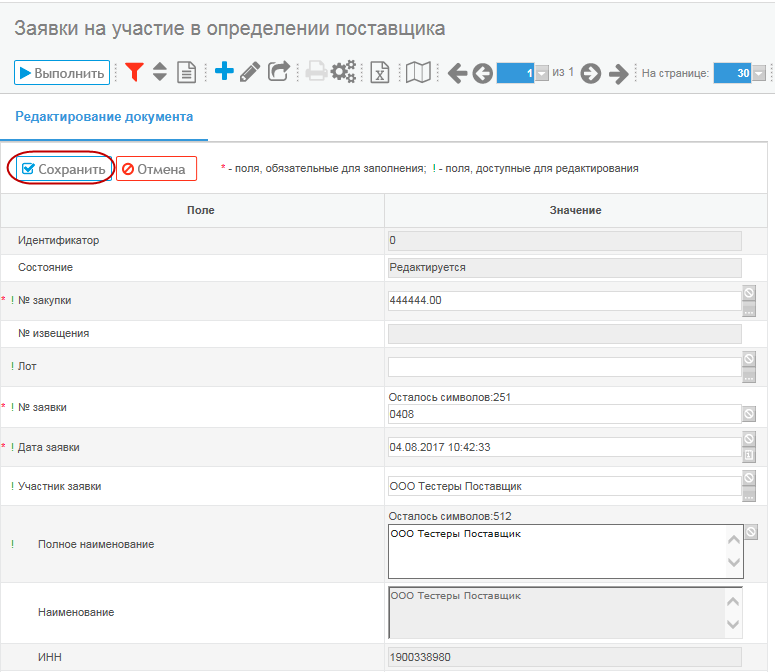 Заявки на участие в определении поставщика
Выполнить 1 из 1 На странице: 30
Редактирование документа
Сохранить Отмена * - поля, обязательные для заполнения; ! - поля, доступные для редактирования
Поле Значение
Идентификатор 0
Состояние Редактируется
* ! № закупки 444444.00
№ извещения
! Лот
Осталось символов:251
* ! № заявки 0408
* ! Дата заявки 04.08.2017 10:42:33
! Участник заявки ООО Тестеры Поставщик
Осталось символов:512
! Полное наименование ООО Тестеры Поставщик
Наименование ООО Тестеры Поставщик
ИНН 1900338980